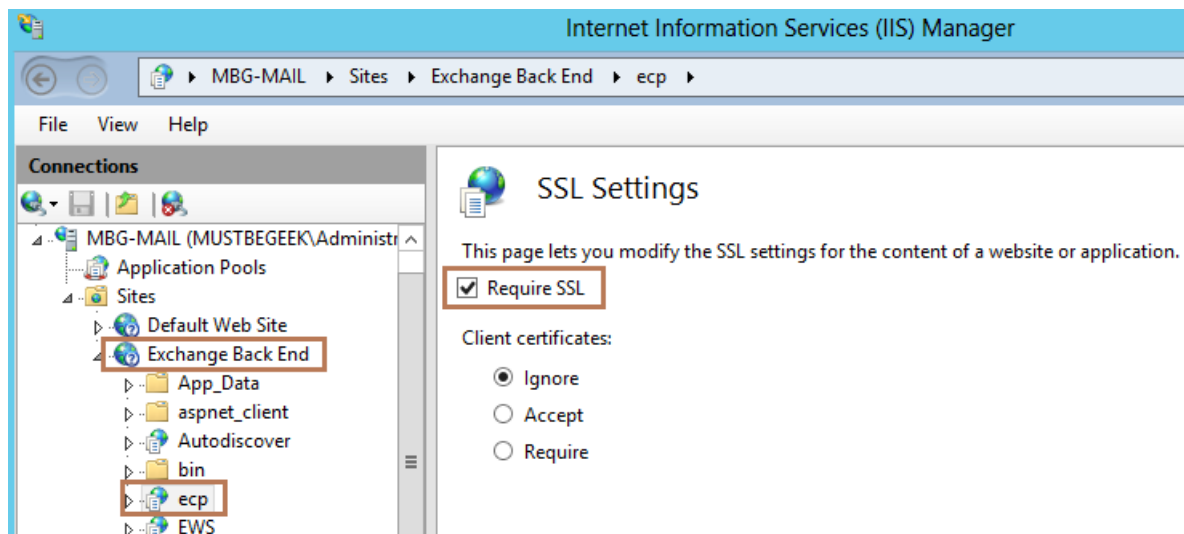 Internet Information Services (IIS) Manager
MBG-MAIL Sites Exchange Back End ecp
File View Help
Connections
MBG-MAIL (MUSTBEGEEK\Administr
Application Pools
Sites
Default Web Site
Exchange Back End
App_Data
aspnet_client
Autodiscover
bin
ecp
EWS
SSL Settings
This page lets you modify the SSL settings for the content of a website or application.
Require SSL
Client certificates:
Ignore
Accept
Require